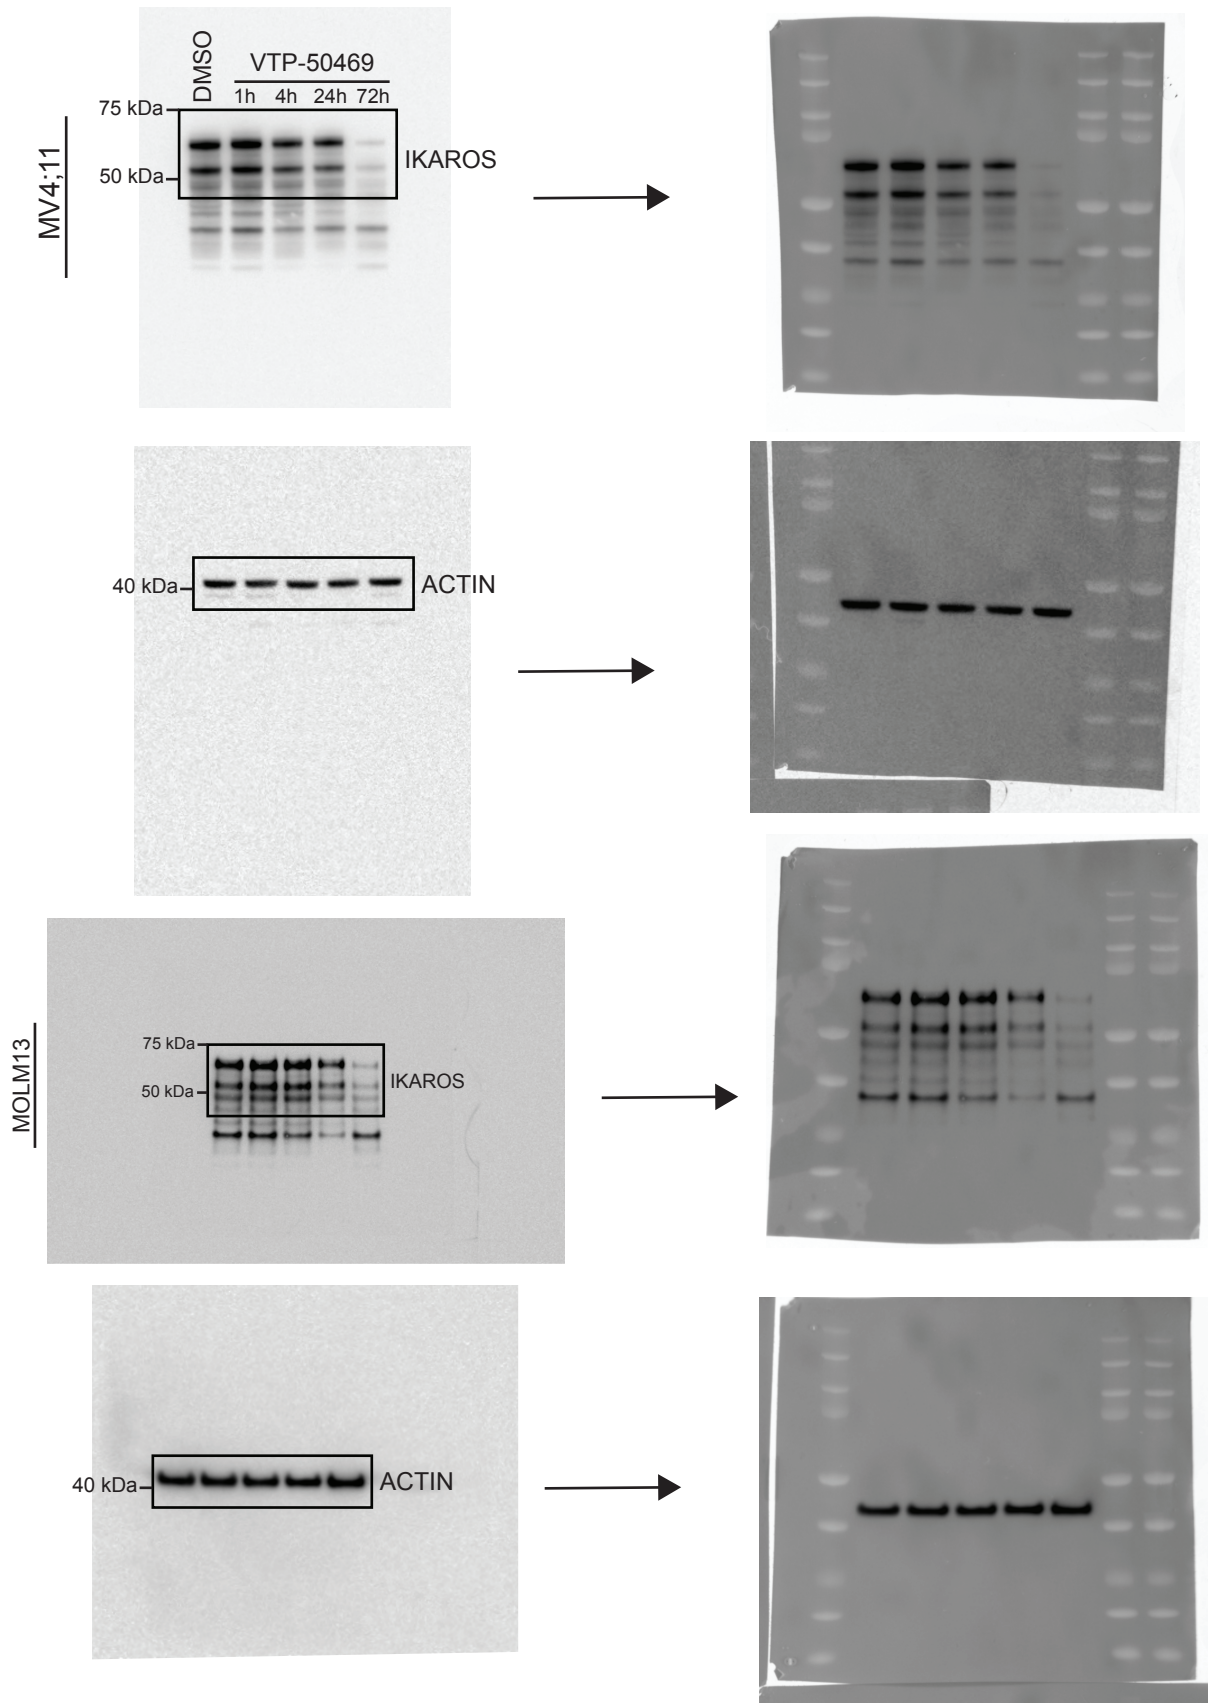 DMSO
VTP-50469
1h 4h 24h 72h
75 kDa
IKAROS
50 kDa
MV4;11
40 kDa
ACTIN
75 kDa
IKAROS
50 kDa
MOLM13
40 kDa
ACTIN